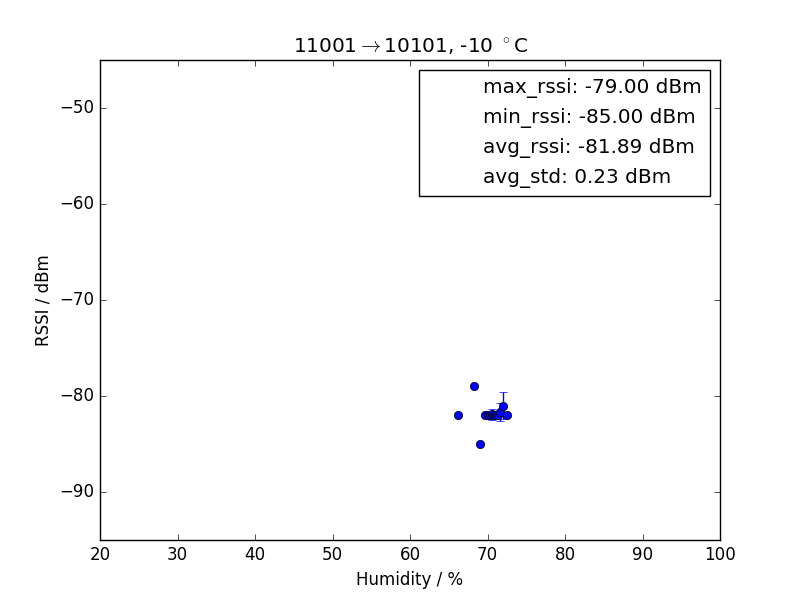 11001→10101, -10 °C
max_rssi: -79.00 dBm
min_rssi: -85.00 dBm
avg_rssi: -81.89 dBm
avg_std: 0.23 dBm
RSSI / dBm
−50
−60
−70
−80
−90
20 30 40 50 60 70 80 90 100
Humidity / %